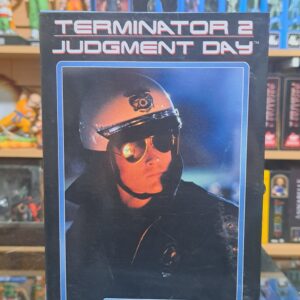 TERMINATOR 2
JUDGMENT DAY